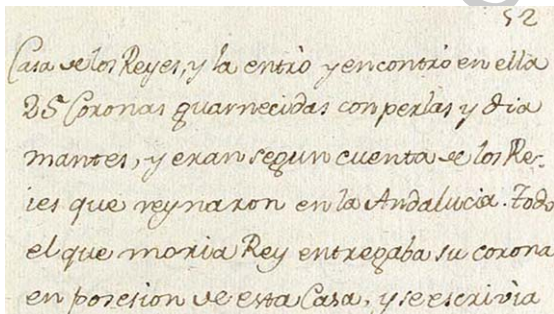 52
Casa de los Reyes, y la entrò y encontrò en ella
25 Coronas guarnecidas con perlas y dia
mantes, y eran segun cuenta de los Re-
ies que reynaron en la Andalucia. Todo
el que moria Rey entregaba su corona
en posesion de esta Casa, y se escrivia